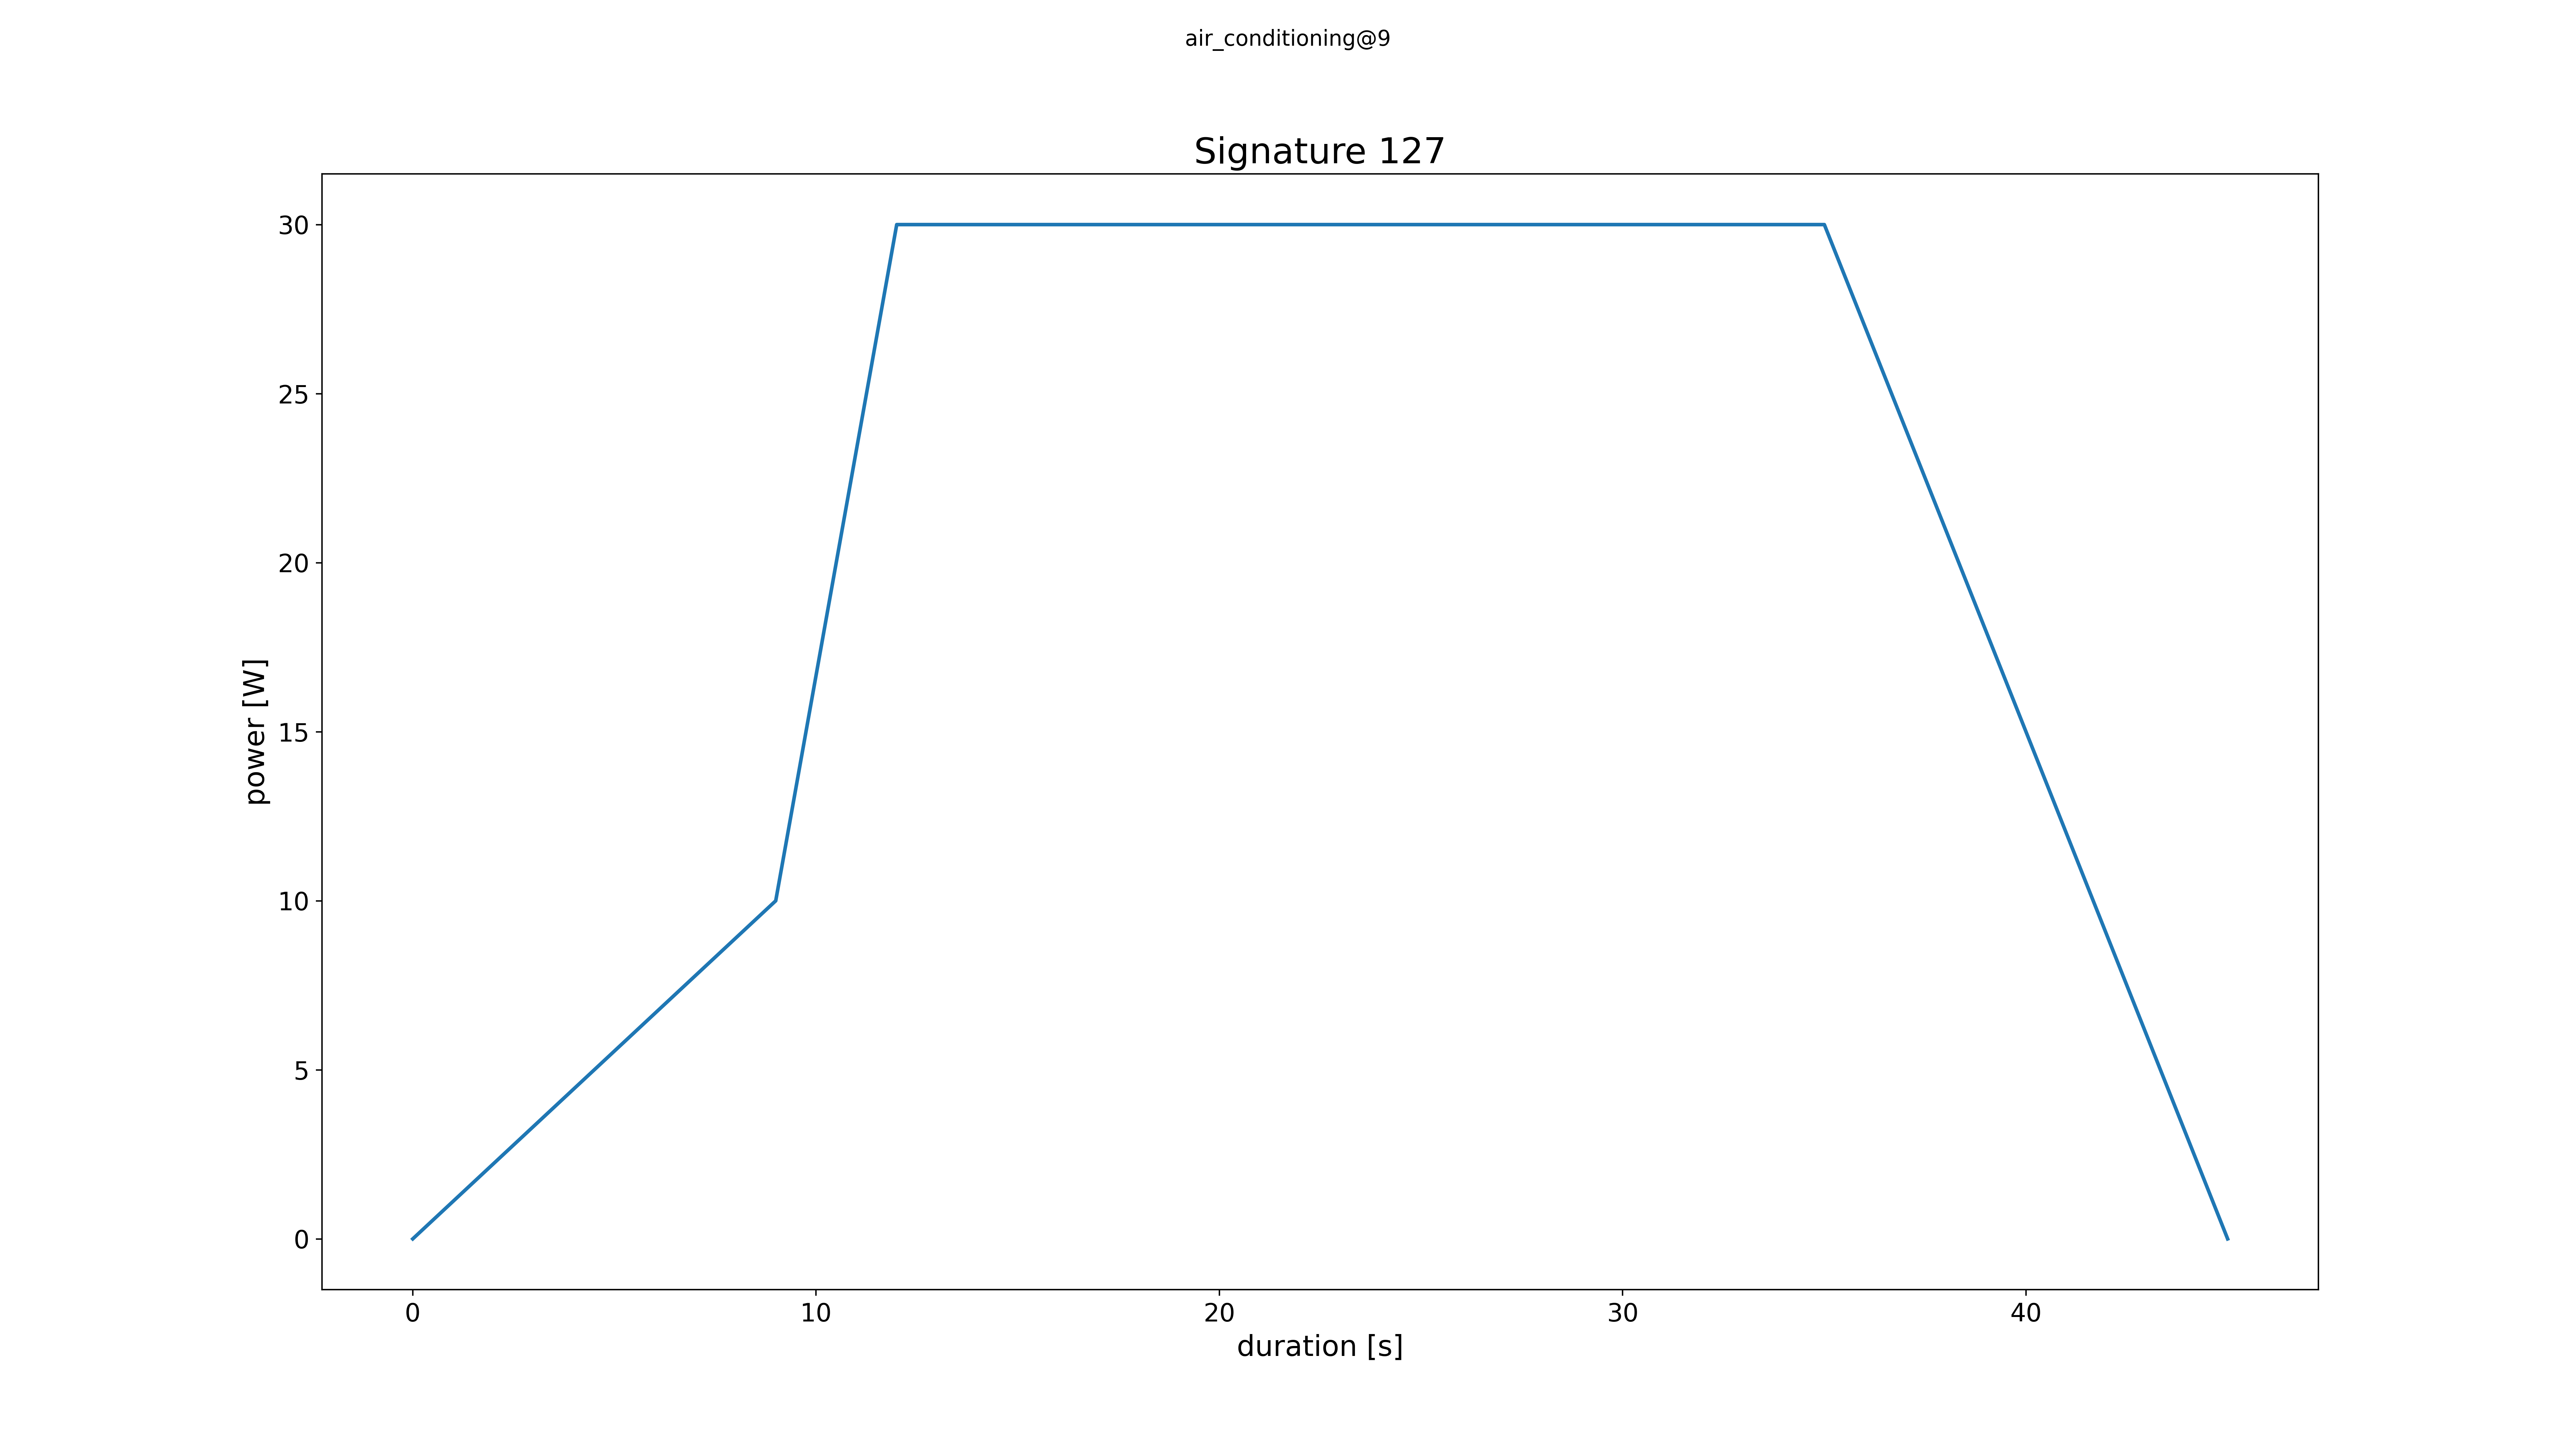 air_conditioning@9
Signature 127
power [W]
30
25
20
15
10
5
0
0 10 20 30 40
duration [s]